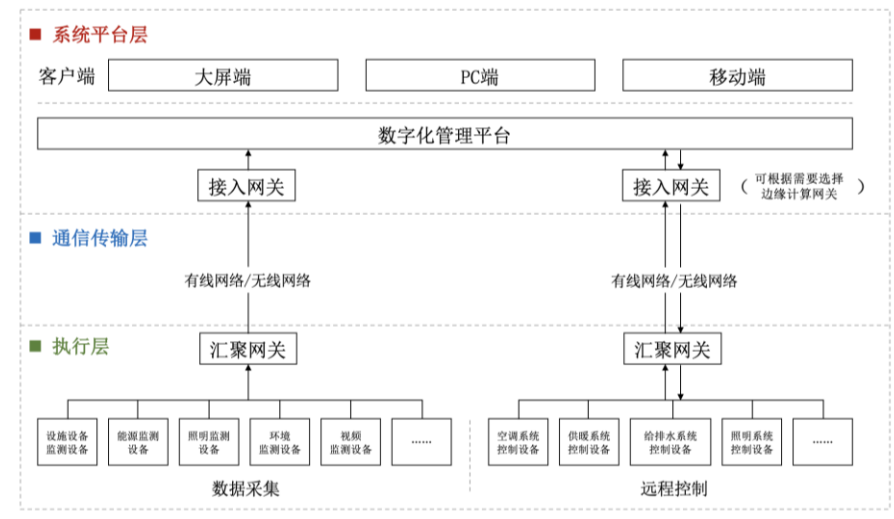 系统平台层
客户端
大屏端
PC端
移动端
数字化管理平台
接入网关
接入网关
（可根据需要选择
边缘计算网关）
通信传输层
有线网络/无线网络
有线网络/无线网络
执行层
汇聚网关
汇聚网关
设施设备
监测设备
能源监测
设备
照明监测
设备
环境
监测设备
视频
监测设备
……
空调系统
控制设备
供暖系统
控制设备
给排水系统
控制设备
照明系统
控制设备
……
数据采集
远程控制